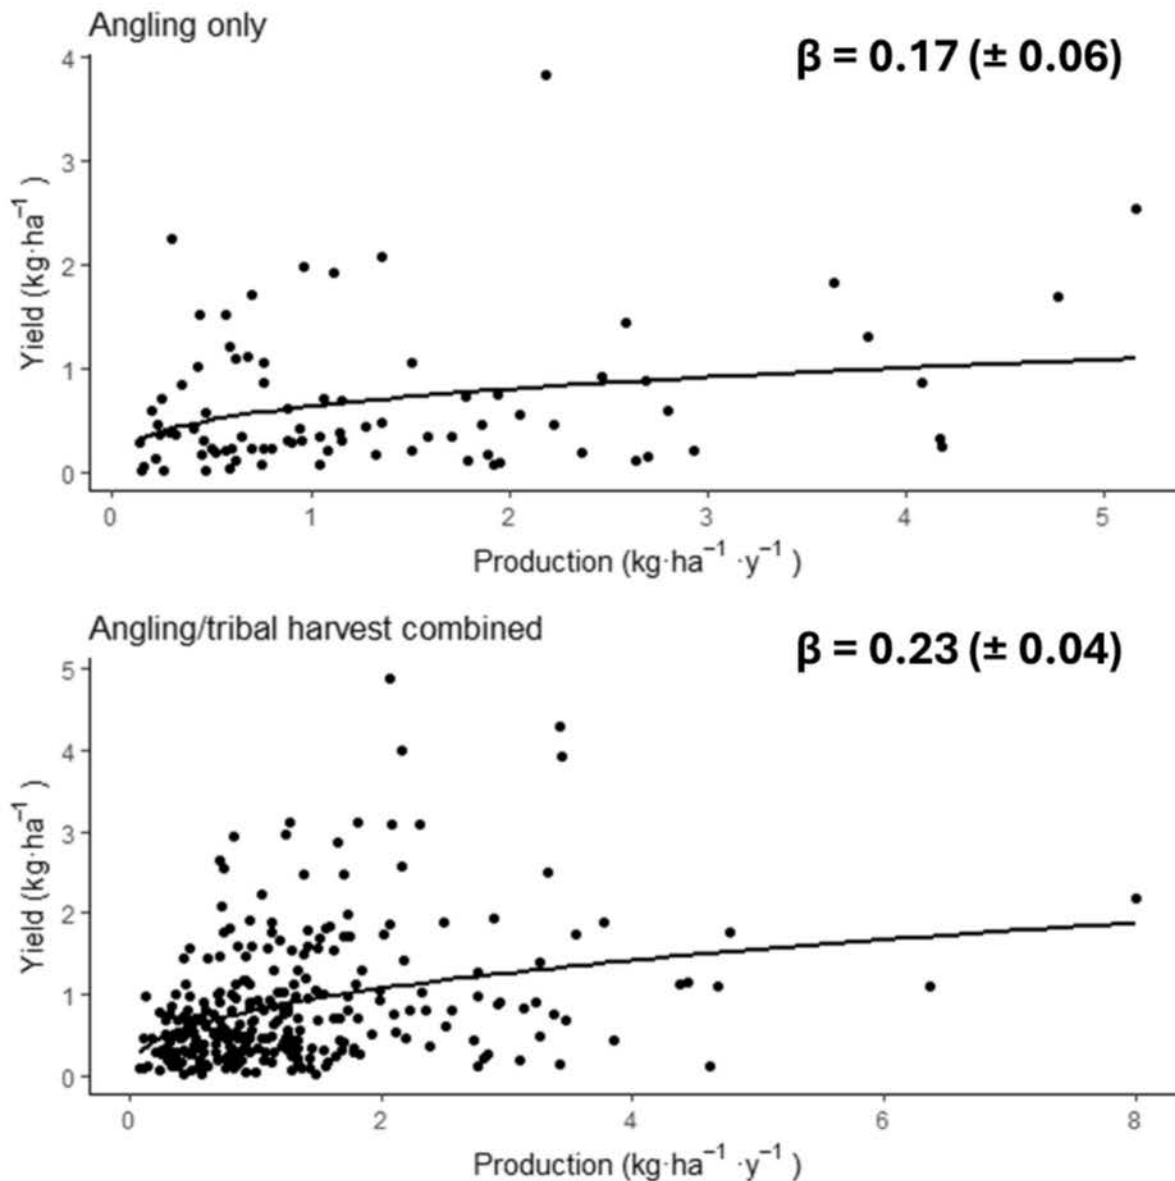 Angling only
β = 0.17 (± 0.06)
4
3
2
1
0
Yield (kg·ha⁻¹ )
0 1 2 3 4 5
Production (kg·ha⁻¹ ·y⁻¹ )
Angling/tribal harvest combined
β = 0.23 (± 0.04)
5
4
3
2
1
0
Yield (kg·ha⁻¹ )
0 2 4 6 8
Production (kg·ha⁻¹ ·y⁻¹ )